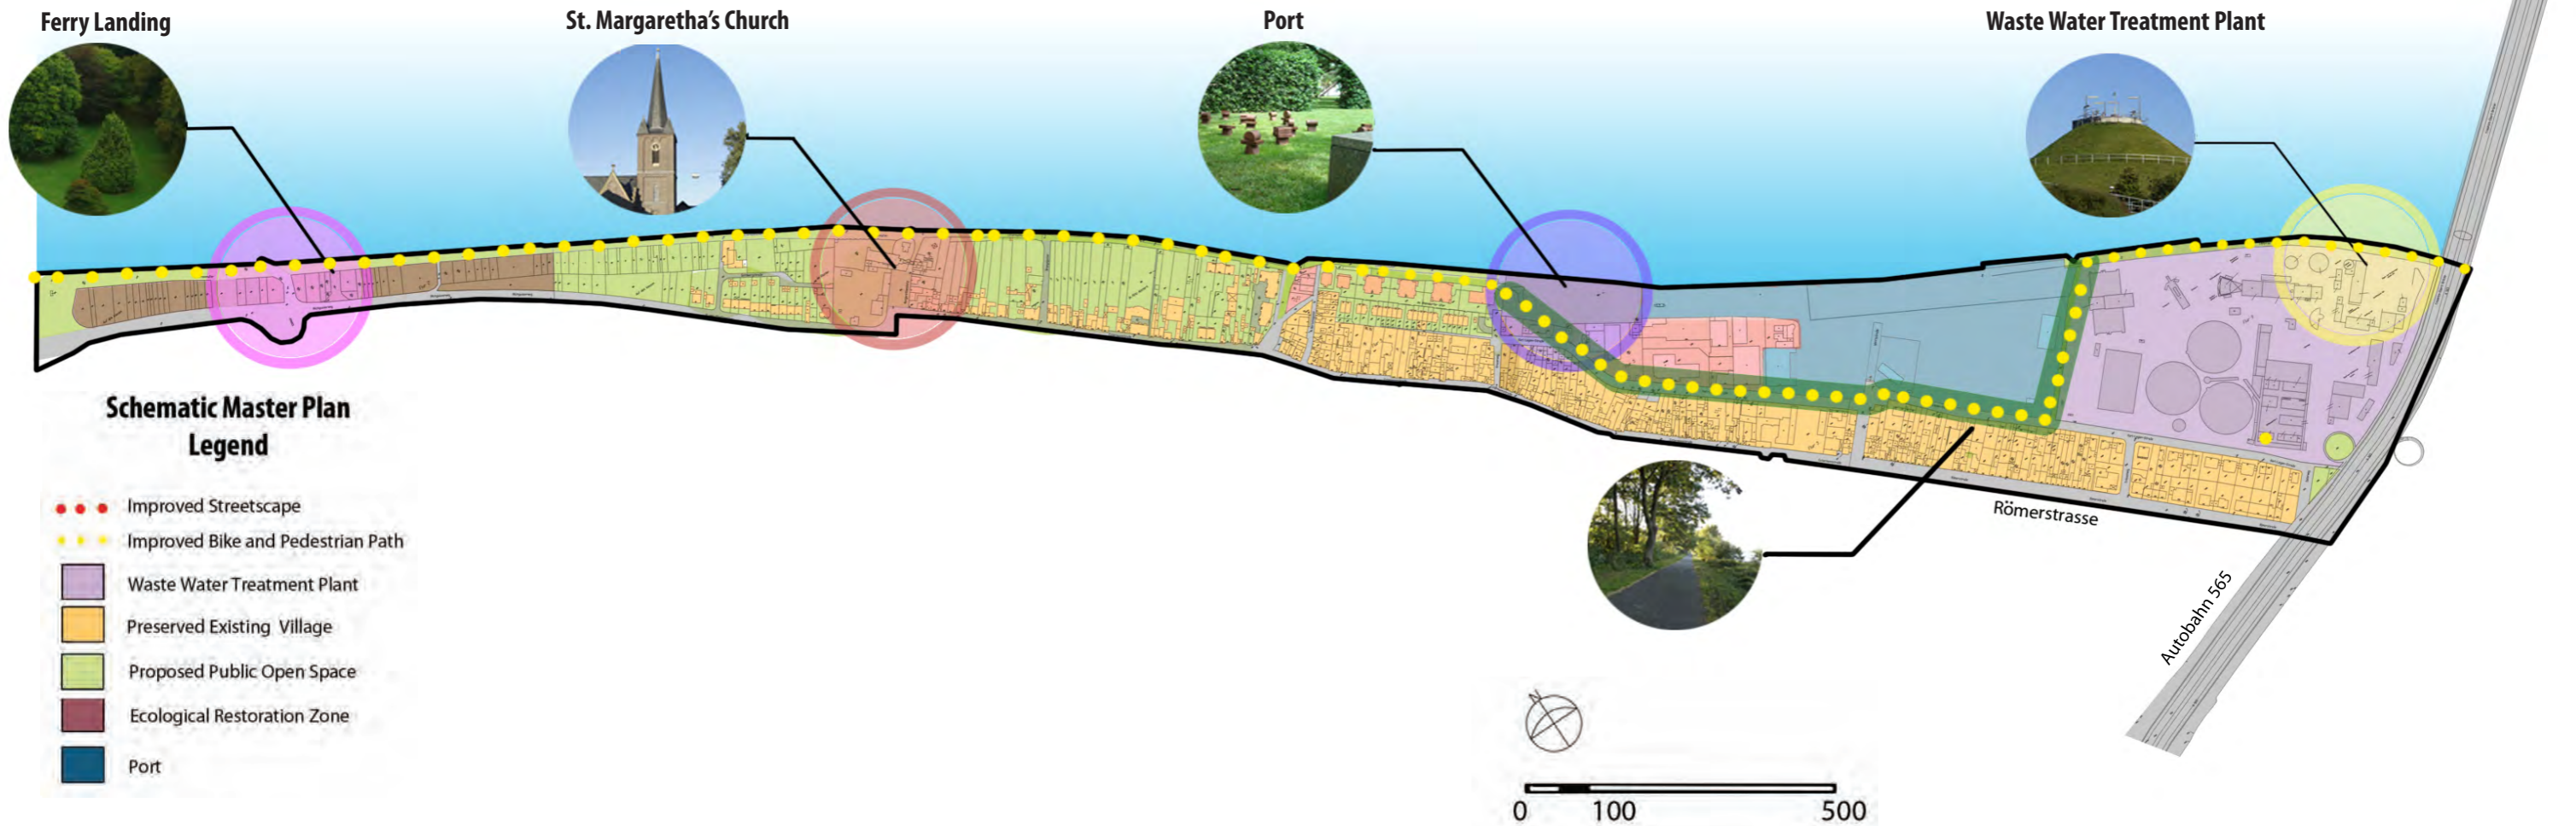 Ferry Landing
St. Margaretha's Church
Port
Waste Water Treatment Plant
Schematic Master Plan
Legend
Improved Streetscape
Improved Bike and Pedestrian Path
Waste Water Treatment Plant
Preserved Existing Village
Proposed Public Open Space
Ecological Restoration Zone
Port
Römerstrasse
Autobahn 565
N
0 100 500